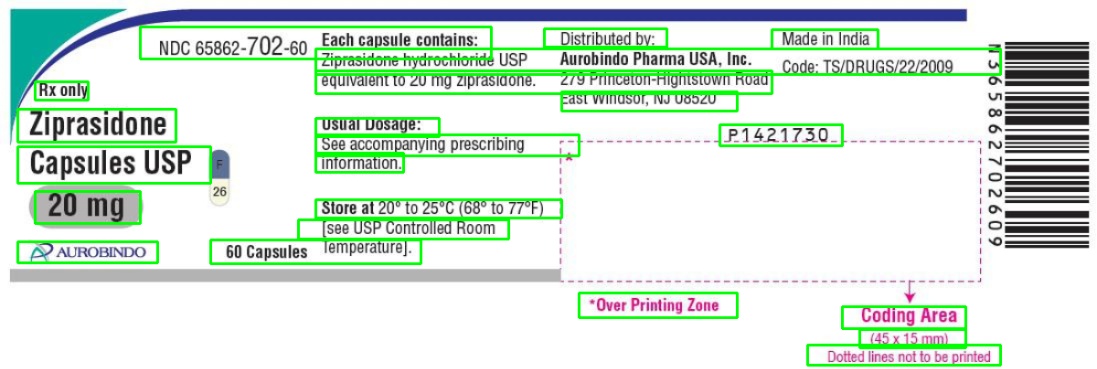 NDC 65862-702-60
Rx only
Ziprasidone
Capsules USP
20 mg
F
26
AUROBINDO
60 Capsules
Each capsule contains:
Ziprasidone hydrochloride USP
equivalent to 20 mg ziprasidone.
Usual Dosage:
See accompanying prescribing
information.
Store at 20° to 25°C (68° to 77°F)
[see USP Controlled Room
Temperature].
Distributed by:
Aurobindo Pharma USA, Inc.
279 Princeton-Hightstown Road
East Windsor, NJ 08520
Made in India
Code: TS/DRUGS/22/2009
P1421730
*
N365862702609
*Over Printing Zone
Coding Area
(45 x 15 mm)
Dotted lines not to be printed